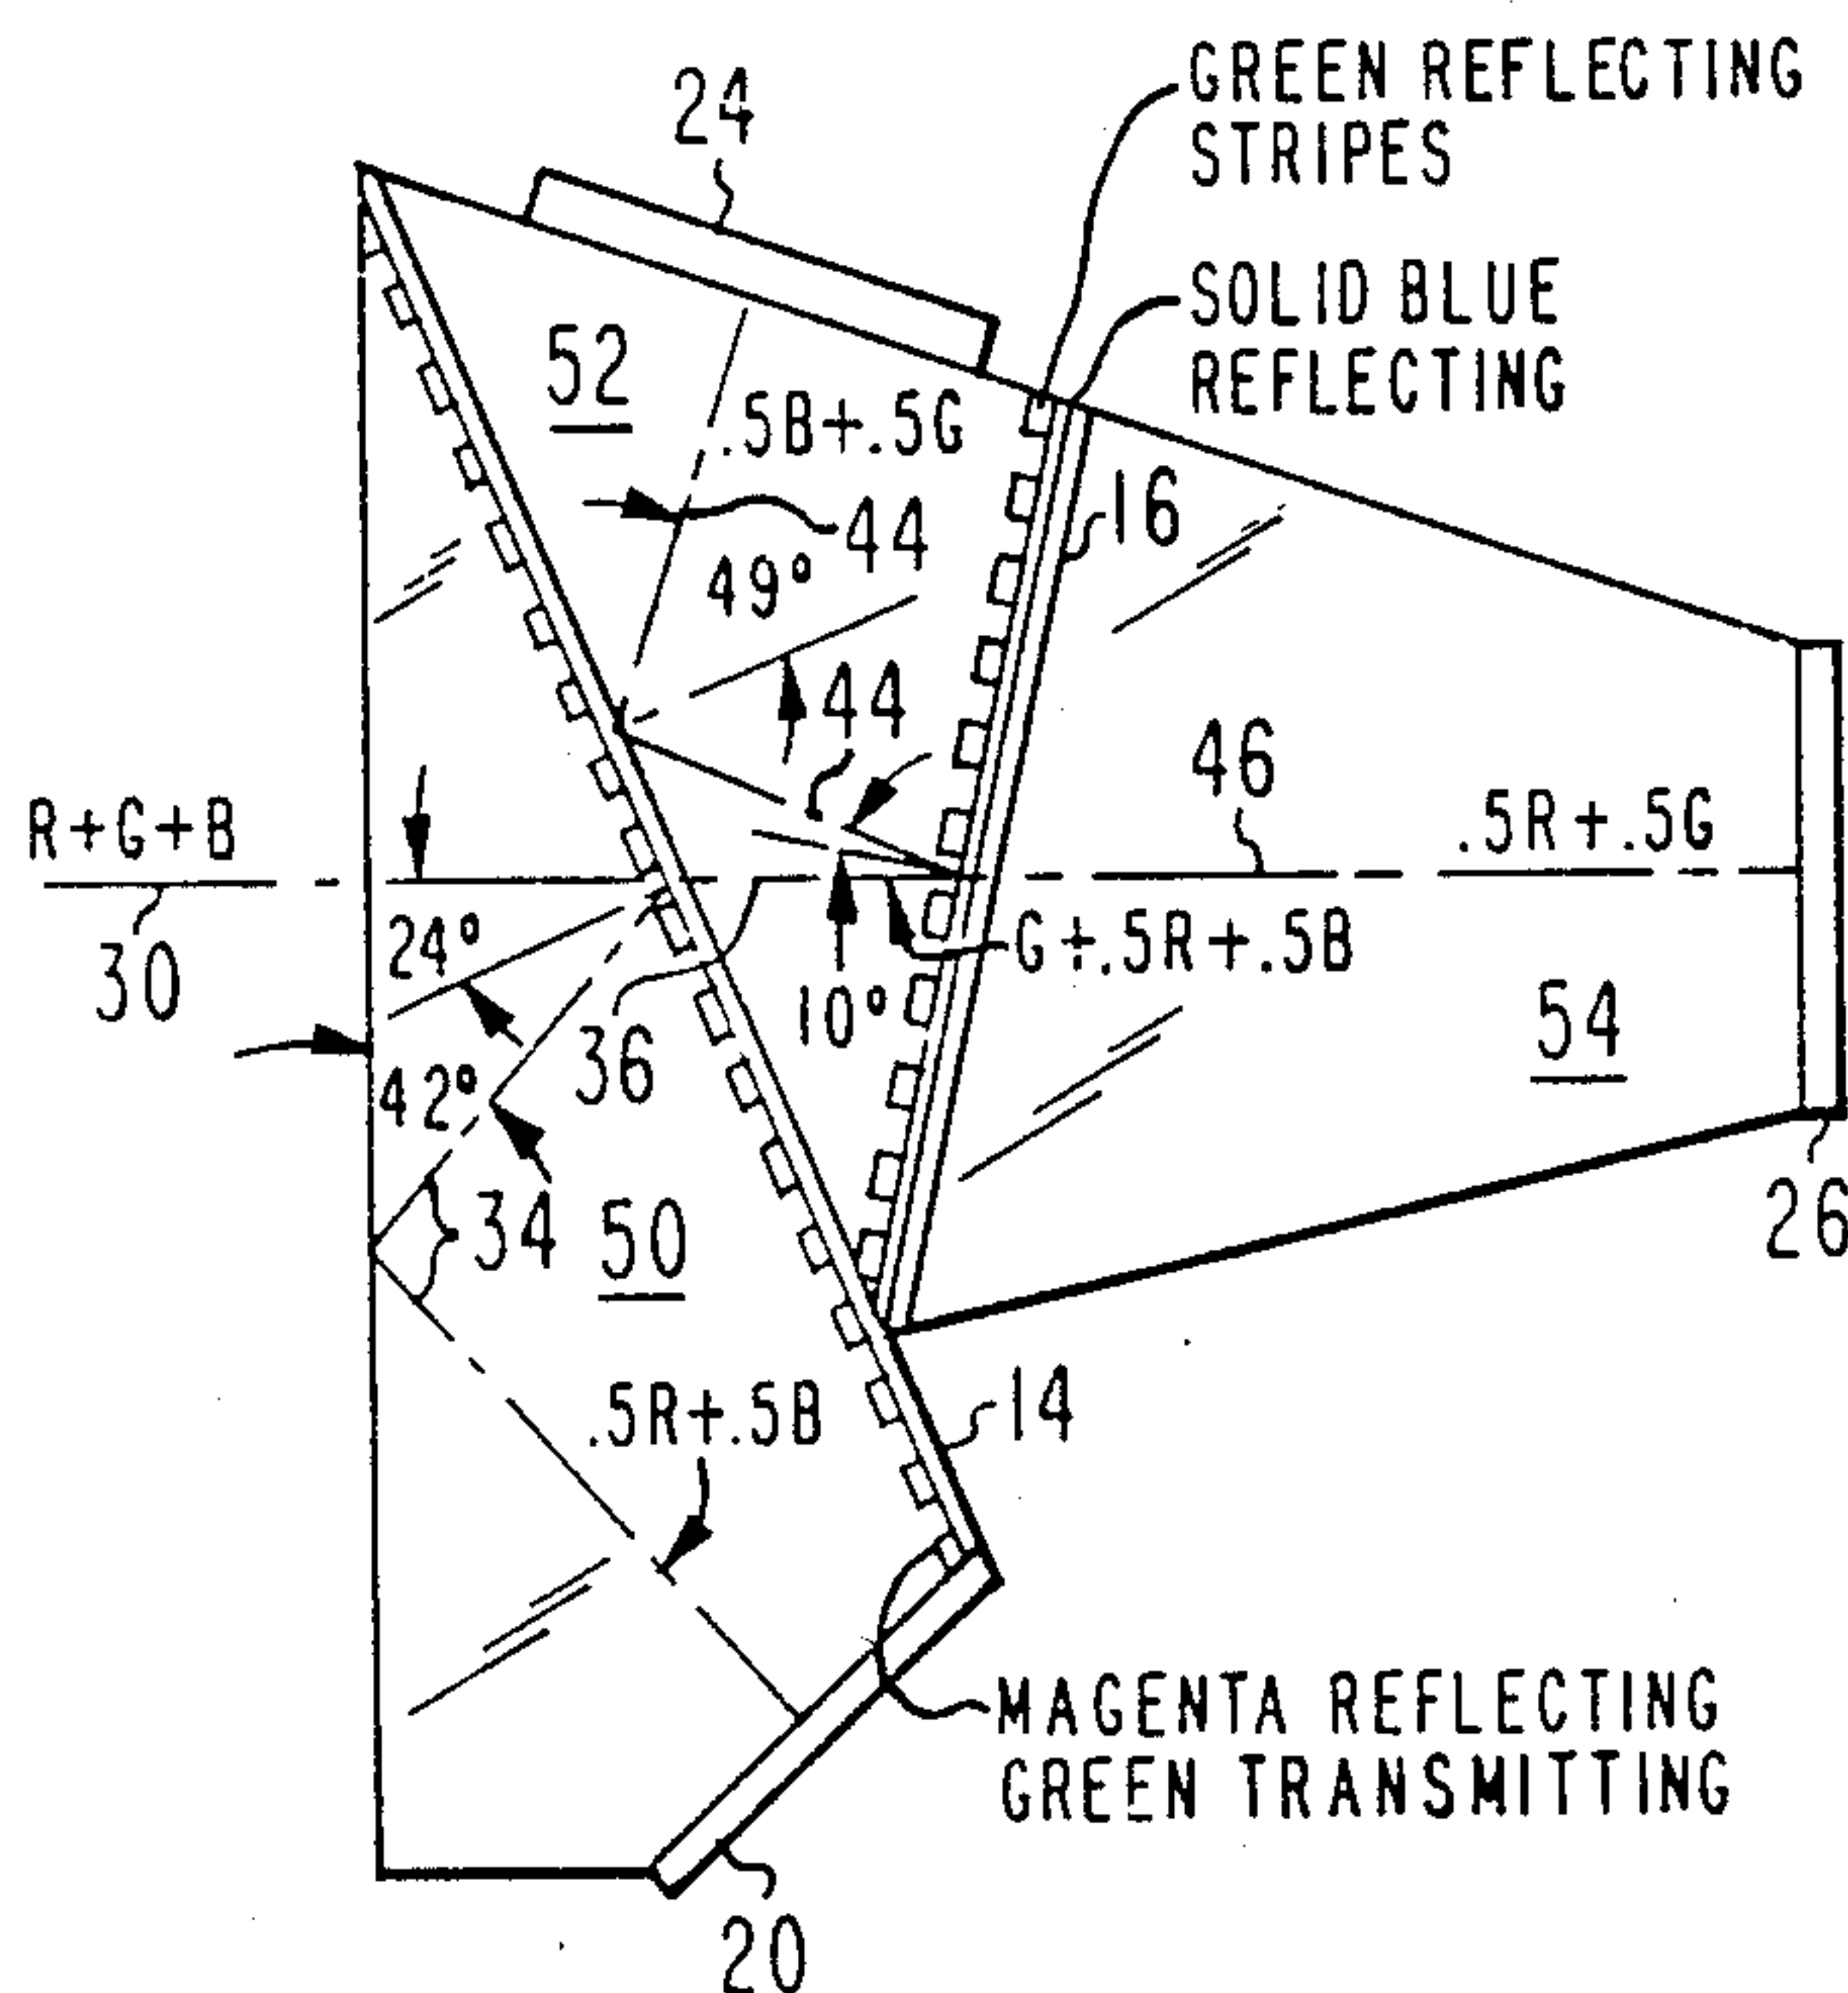 24
GREEN REFLECTING
STRIPES
SOLID BLUE
REFLECTING
52
.5B+.5G
44
16
49°
44
46
R+G+B
.5R+.5G
30
24°
G+.5R+.5B
10°
36
54
42°
34
50
26
.5R+.5B
14
MAGENTA REFLECTING
GREEN TRANSMITTING
20